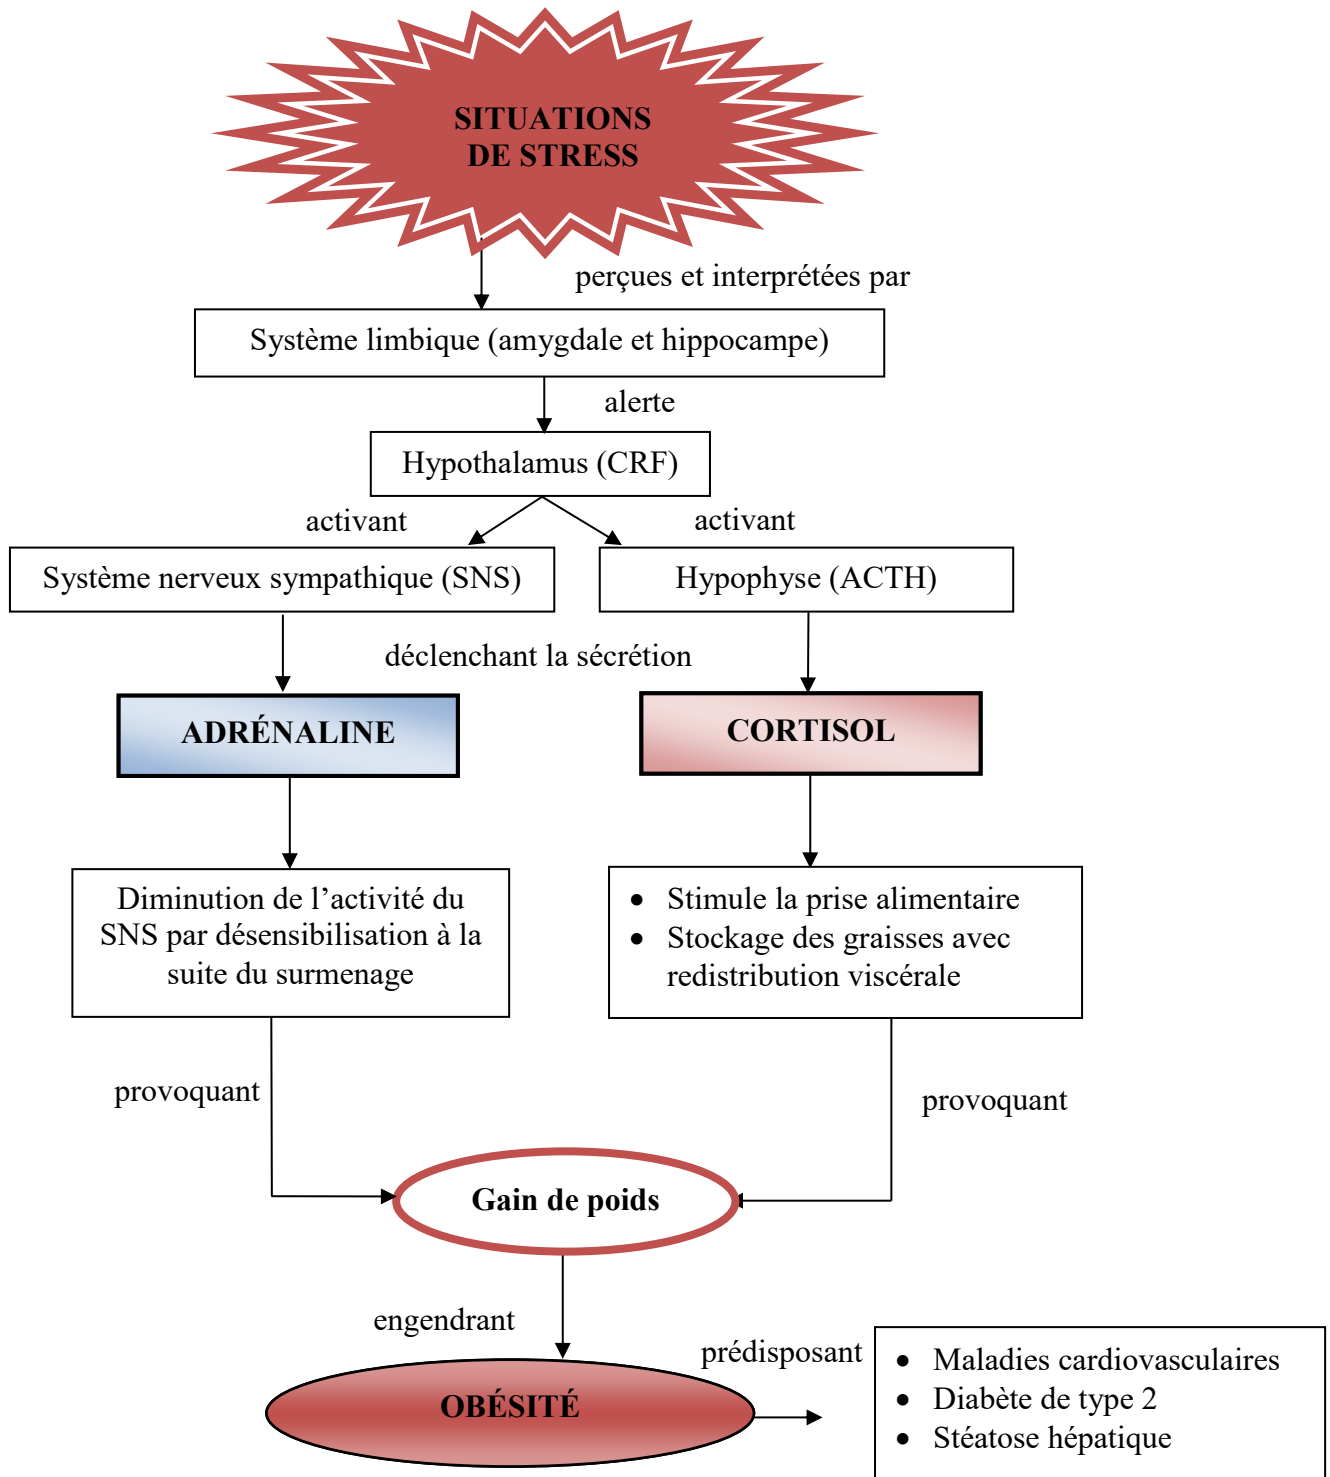 SITUATIONS
DE STRESS
perçues et interprétées par
Système limbique (amygdale et hippocampe)
alerte
Hypothalamus (CRF)
activant
activant
Système nerveux sympathique (SNS)
Hypophyse (ACTH)
déclenchant la sécrétion
ADRÉNALINE
CORTISOL
Diminution de l’activité du
SNS par désensibilisation à la
suite du surmenage
• Stimule la prise alimentaire
• Stockage des graisses avec
redistribution viscérale
provoquant
provoquant
Gain de poids
engendrant
OBÉSITÉ
prédisposant
• Maladies cardiovasculaires
• Diabète de type 2
• Stéatose hépatique